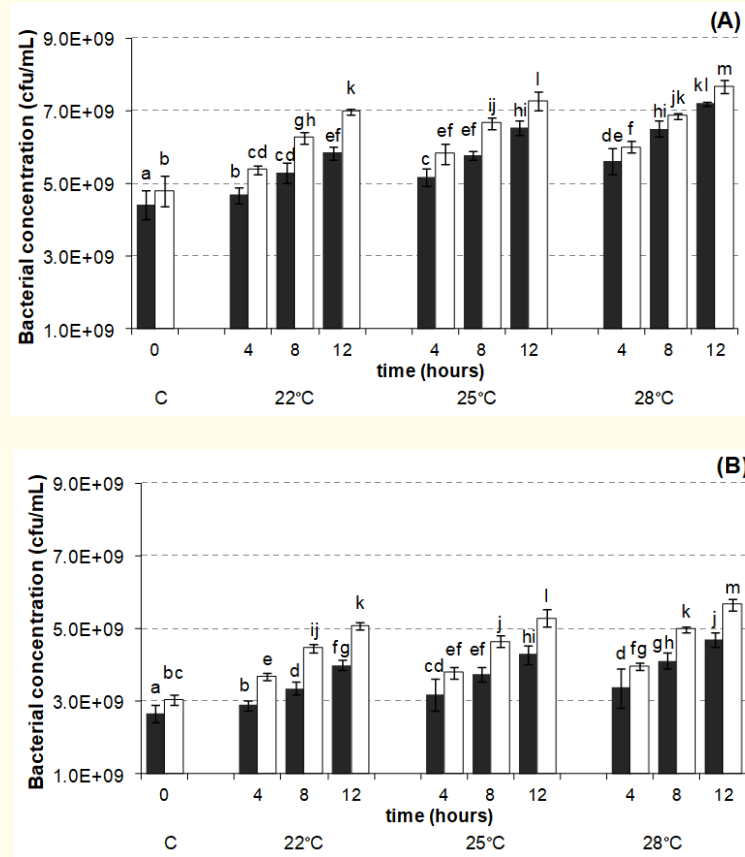 (A)
Bacterial concentration (cfu/mL)
9.0E+09
7.0E+09
5.0E+09
3.0E+09
1.0E+09
a b b cd cd gh ef k c ef ef ij hi l de f hi jk kl m
0 4 8 12 4 8 12 4 8 12
time (hours)
C 22°C 25°C 28°C
(B)
Bacterial concentration (cfu/mL)
9.0E+09
7.0E+09
5.0E+09
3.0E+09
1.0E+09
a bc b e d ij fg k cd ef ef j hi l d fg gh k j m
0 4 8 12 4 8 12 4 8 12
time (hours)
C 22°C 25°C 28°C